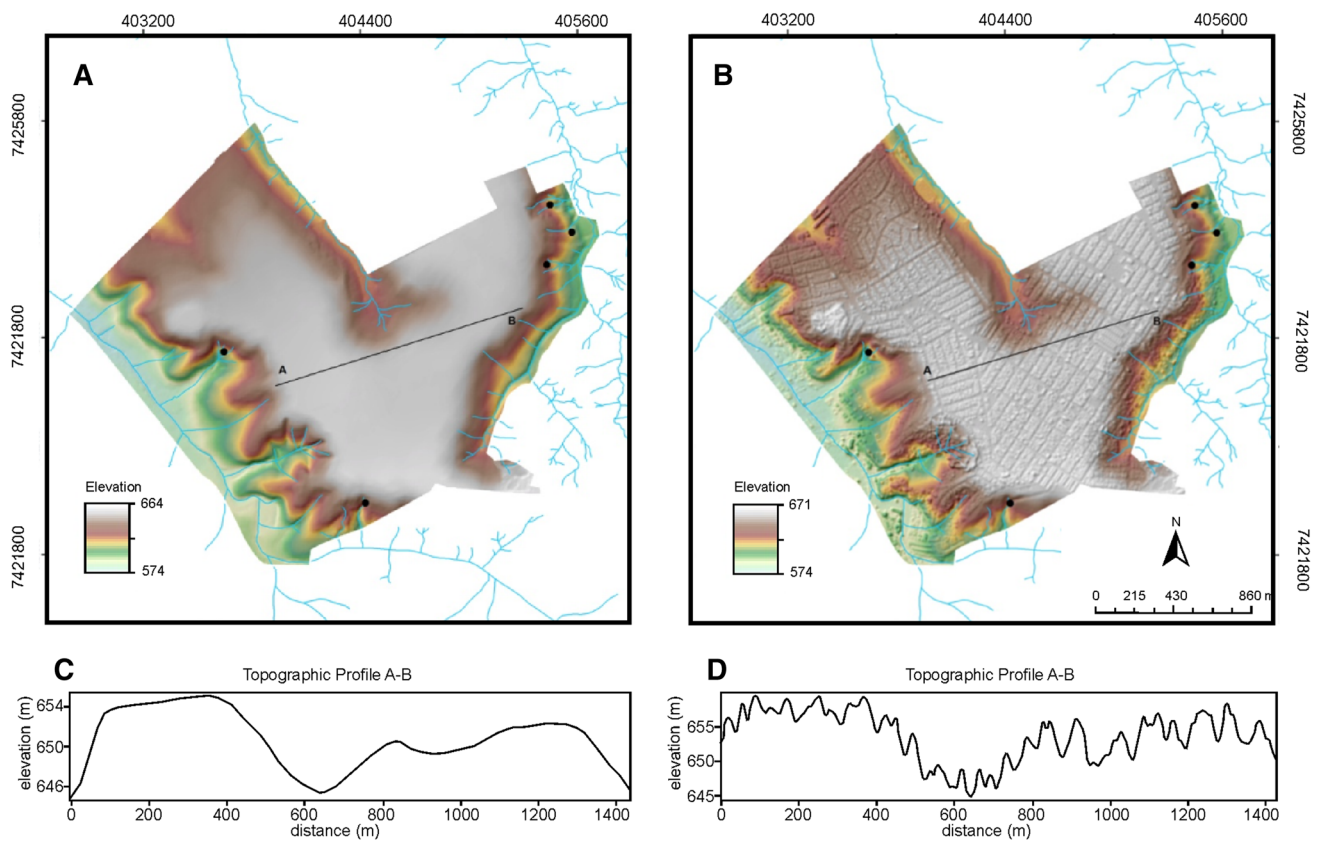 403200 404400 405600
403200 404400 405600
A
B
7425800
7421800
7421800
7425800
7421800
7421800
A
B
A
B
Elevation
664
574
Elevation
671
574
N
0 215 430 860 m
C
Topographic Profile A-B
elevation (m)
654
650
646
0 200 400 600 800 1000 1200 1400
distance (m)
D
Topographic Profile A-B
elevation (m)
655
650
645
0 200 400 600 800 1000 1200 1400
distance (m)